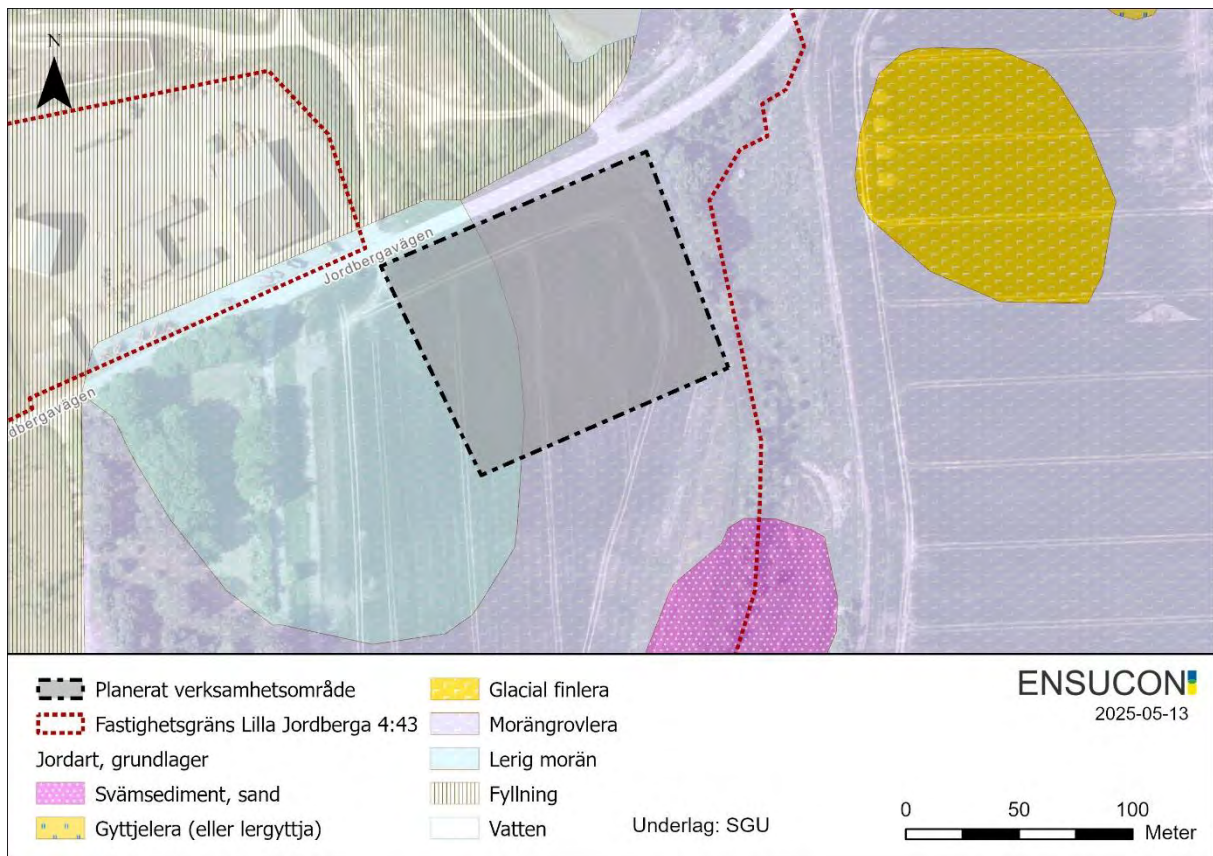 N
Jordbergavägen
dbergavägen
Planerat verksamhetsområde
Fastighetsgräns Lilla Jordberga 4:43
Jordart, grundlager
Svämsediment, sand
Gyttjelera (eller lergyttja)
Glacial finlera
Morängrovlera
Lerig morän
Fyllning
Vatten
Underlag: SGU
ENSUCON
2025-05-13
0 50 100
Meter